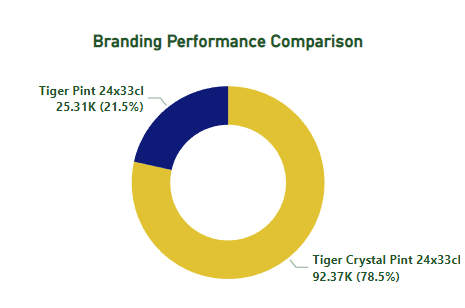 Branding Performance Comparison
Tiger Pint 24x33cl
25.31K (21.5%)
Tiger Crystal Pint 24x33cl
92.37K (78.5%)